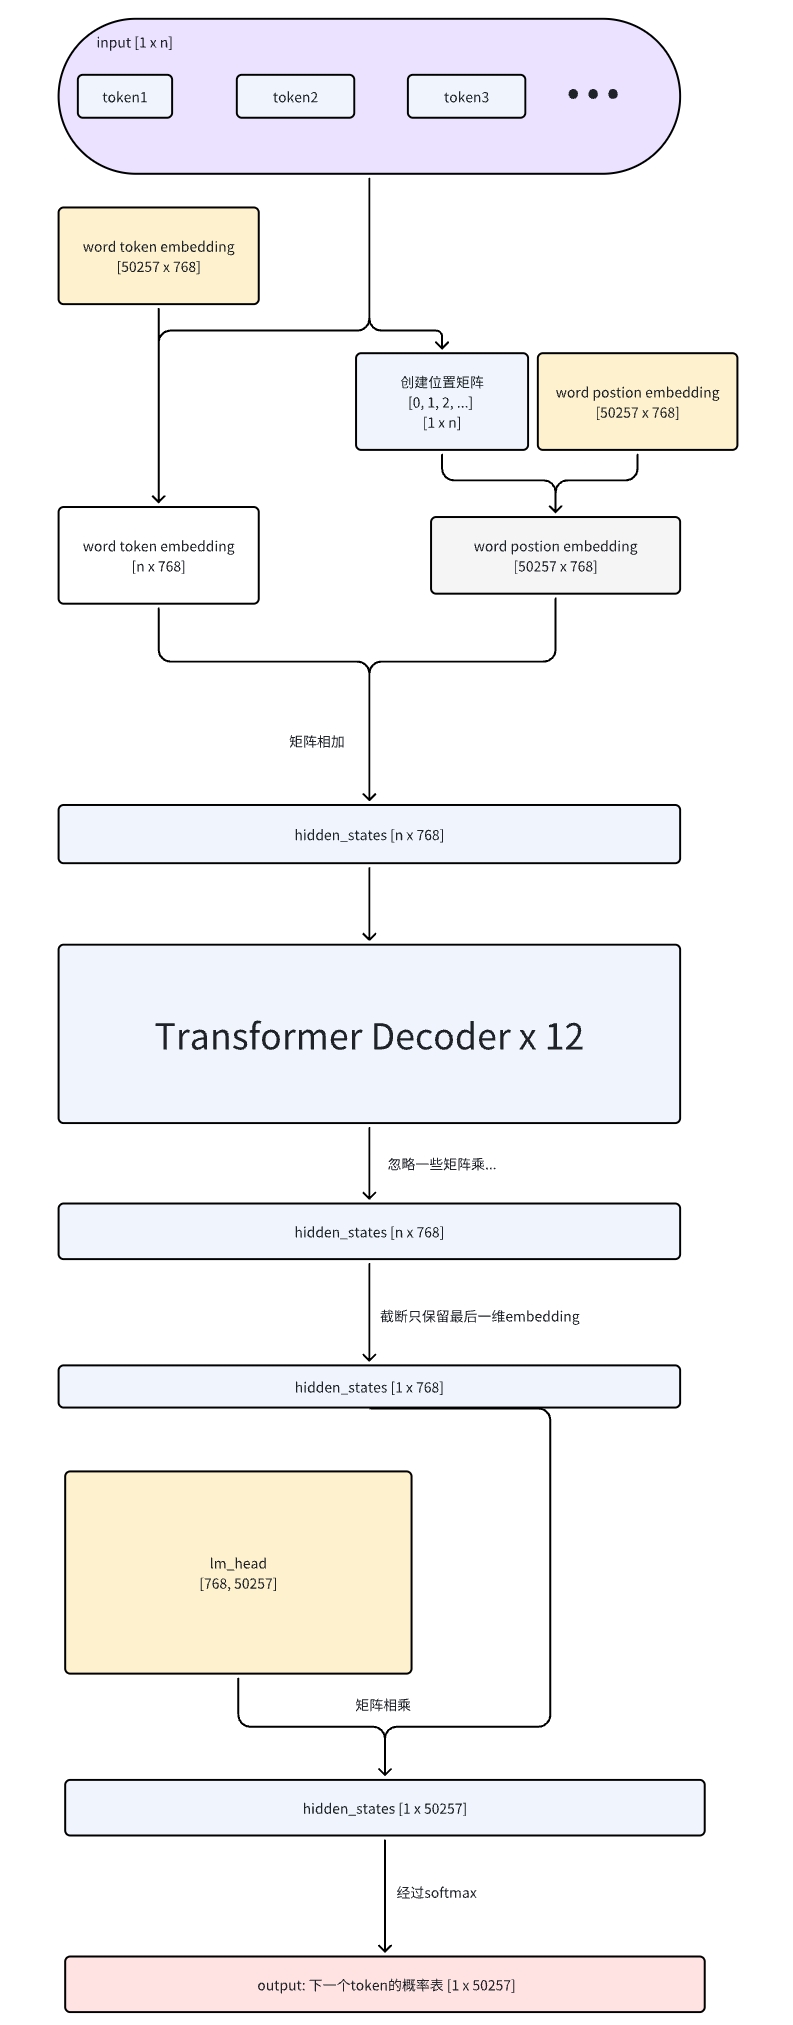 input [1 x n]
token1
token2
token3
word token embedding
[50257 x 768]
创建位置矩阵
[0, 1, 2, ...]
[1 x n]
word postion embedding
[50257 x 768]
word token embedding
[n x 768]
word postion embedding
[50257 x 768]
矩阵相加
hidden_states [n x 768]
Transformer Decoder x 12
忽略一些矩阵乘...
hidden_states [n x 768]
截断只保留最后一维embedding
hidden_states [1 x 768]
lm_head
[768, 50257]
矩阵相乘
hidden_states [1 x 50257]
经过softmax
output: 下一个token的概率表 [1 x 50257]